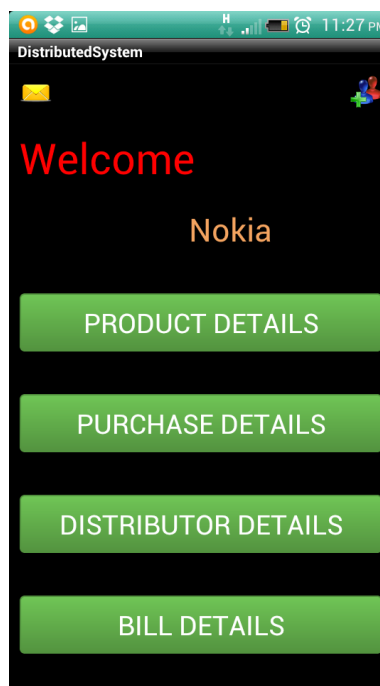 H
11:27 PM
DistributedSystem
Welcome
Nokia
PRODUCT DETAILS
PURCHASE DETAILS
DISTRIBUTOR DETAILS
BILL DETAILS